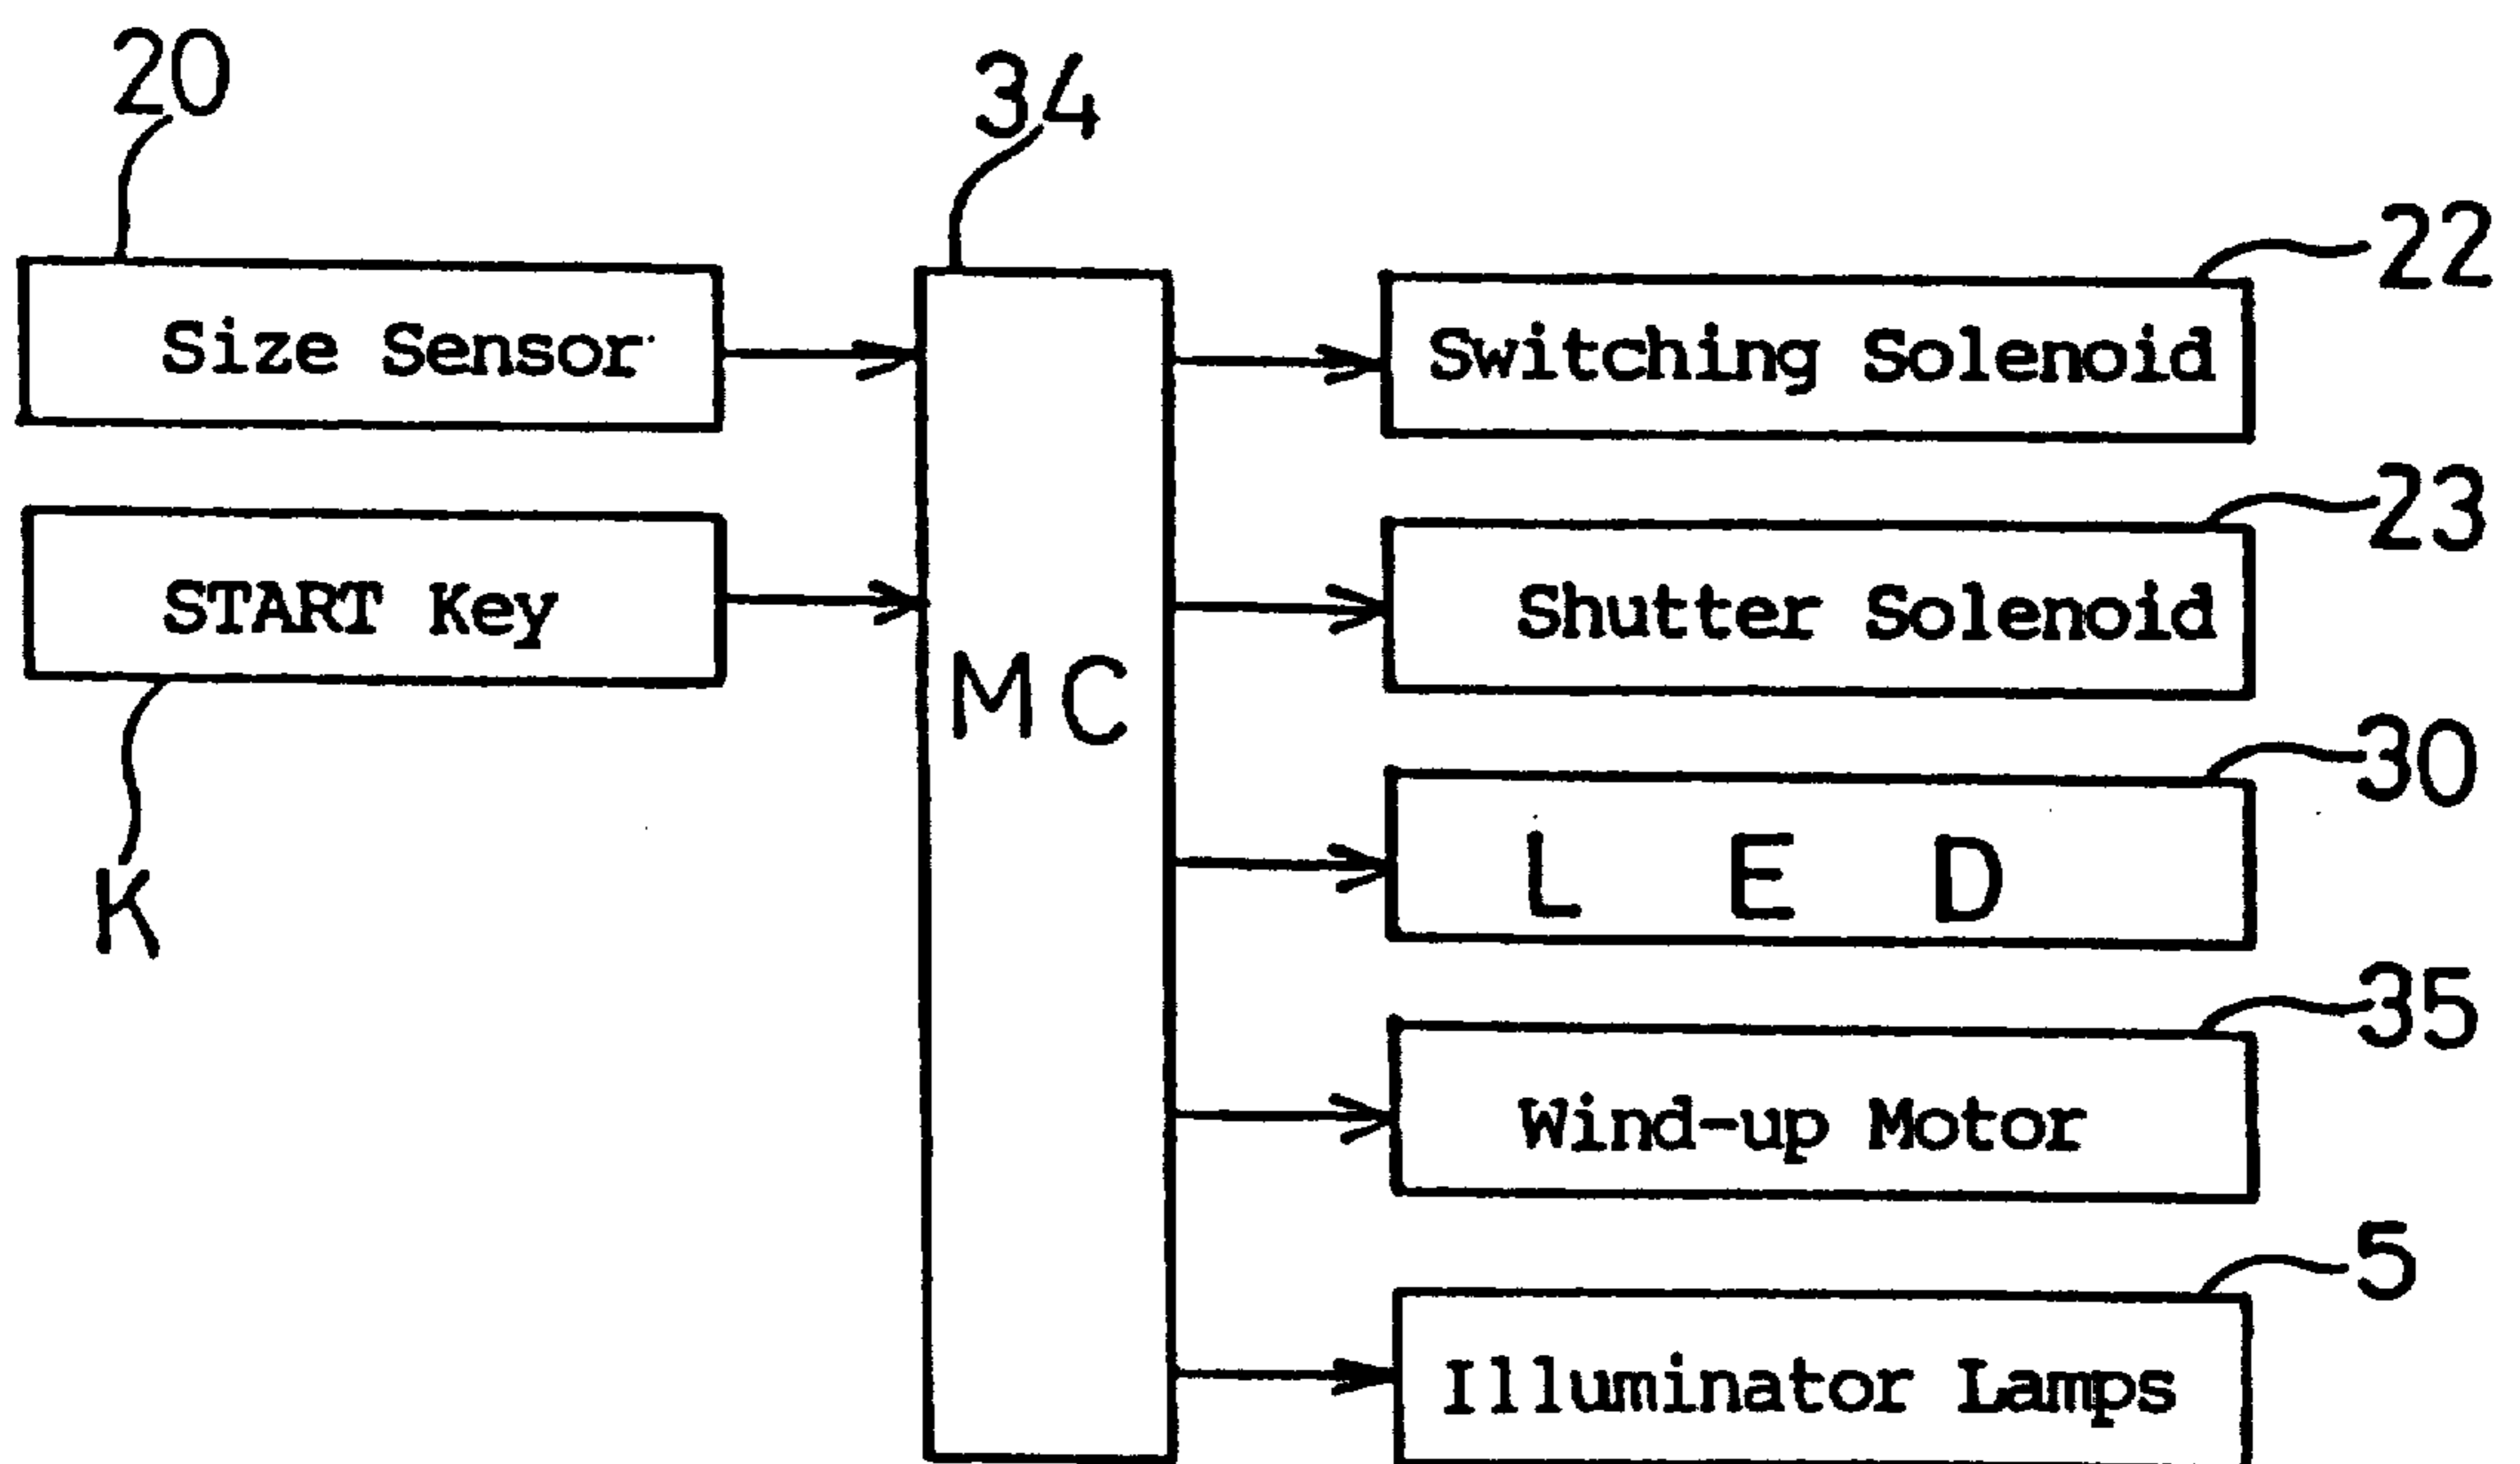 20
34
22
Size Sensor
Switching Solenoid
23
START Key
Shutter Solenoid
MC
30
K
L E D
35
Wind-up Motor
5
Illuminator Lamps